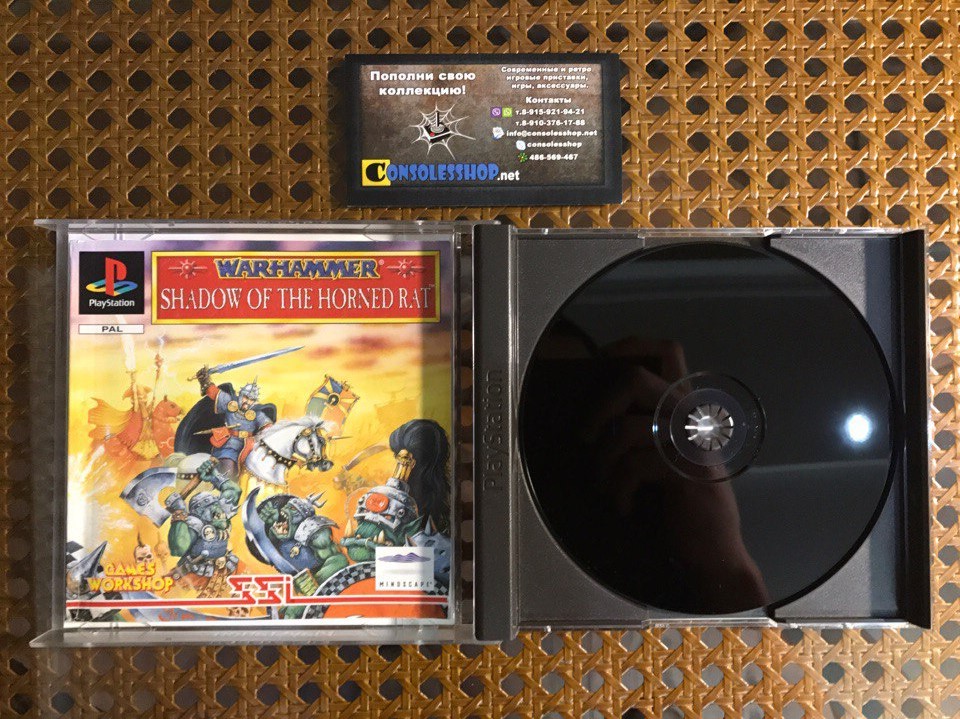 Пополни свою
коллекцию!
Современные и ретро
игровые приставки,
игры, аксессуары.
Контакты
т.8-915-921-94-21
т.8-910-376-17-88
info@consolesshop.net
consolesshop
486-569-467
CONSOLESSHOP.net
PlayStation
PAL
WARHAMMER®
SHADOW OF THE HORNED RAT™
GAMES
WORKSHOP
SSI
MINDSCAPE
PlayStation